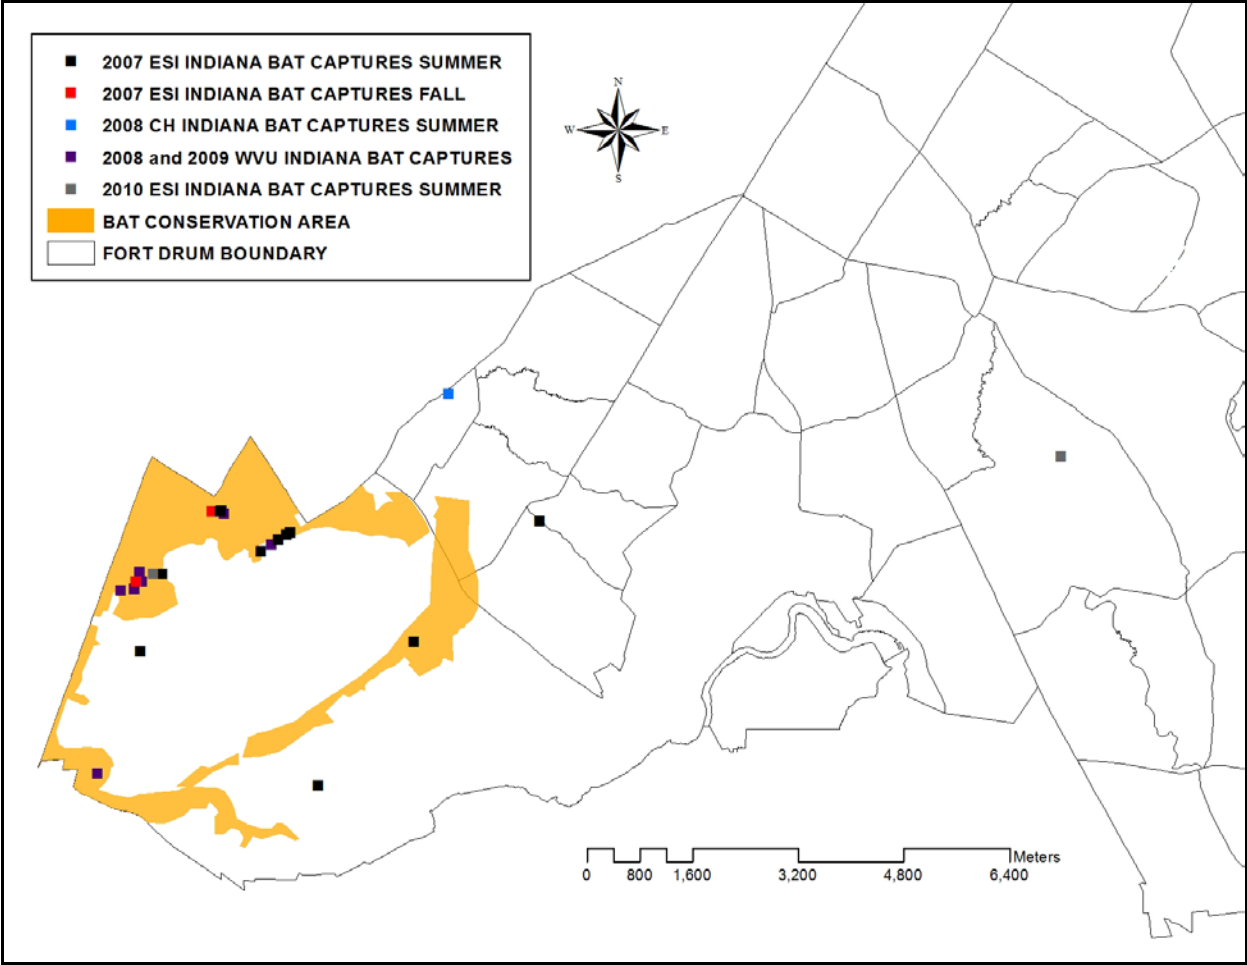 2007 ESI INDIANA BAT CAPTURES SUMMER
2007 ESI INDIANA BAT CAPTURES FALL
2008 CH INDIANA BAT CAPTURES SUMMER
2008 and 2009 WVU INDIANA BAT CAPTURES
2010 ESI INDIANA BAT CAPTURES SUMMER
BAT CONSERVATION AREA
FORT DRUM BOUNDARY
N
W E
S
Meters
0 800 1,600 3,200 4,800 6,400